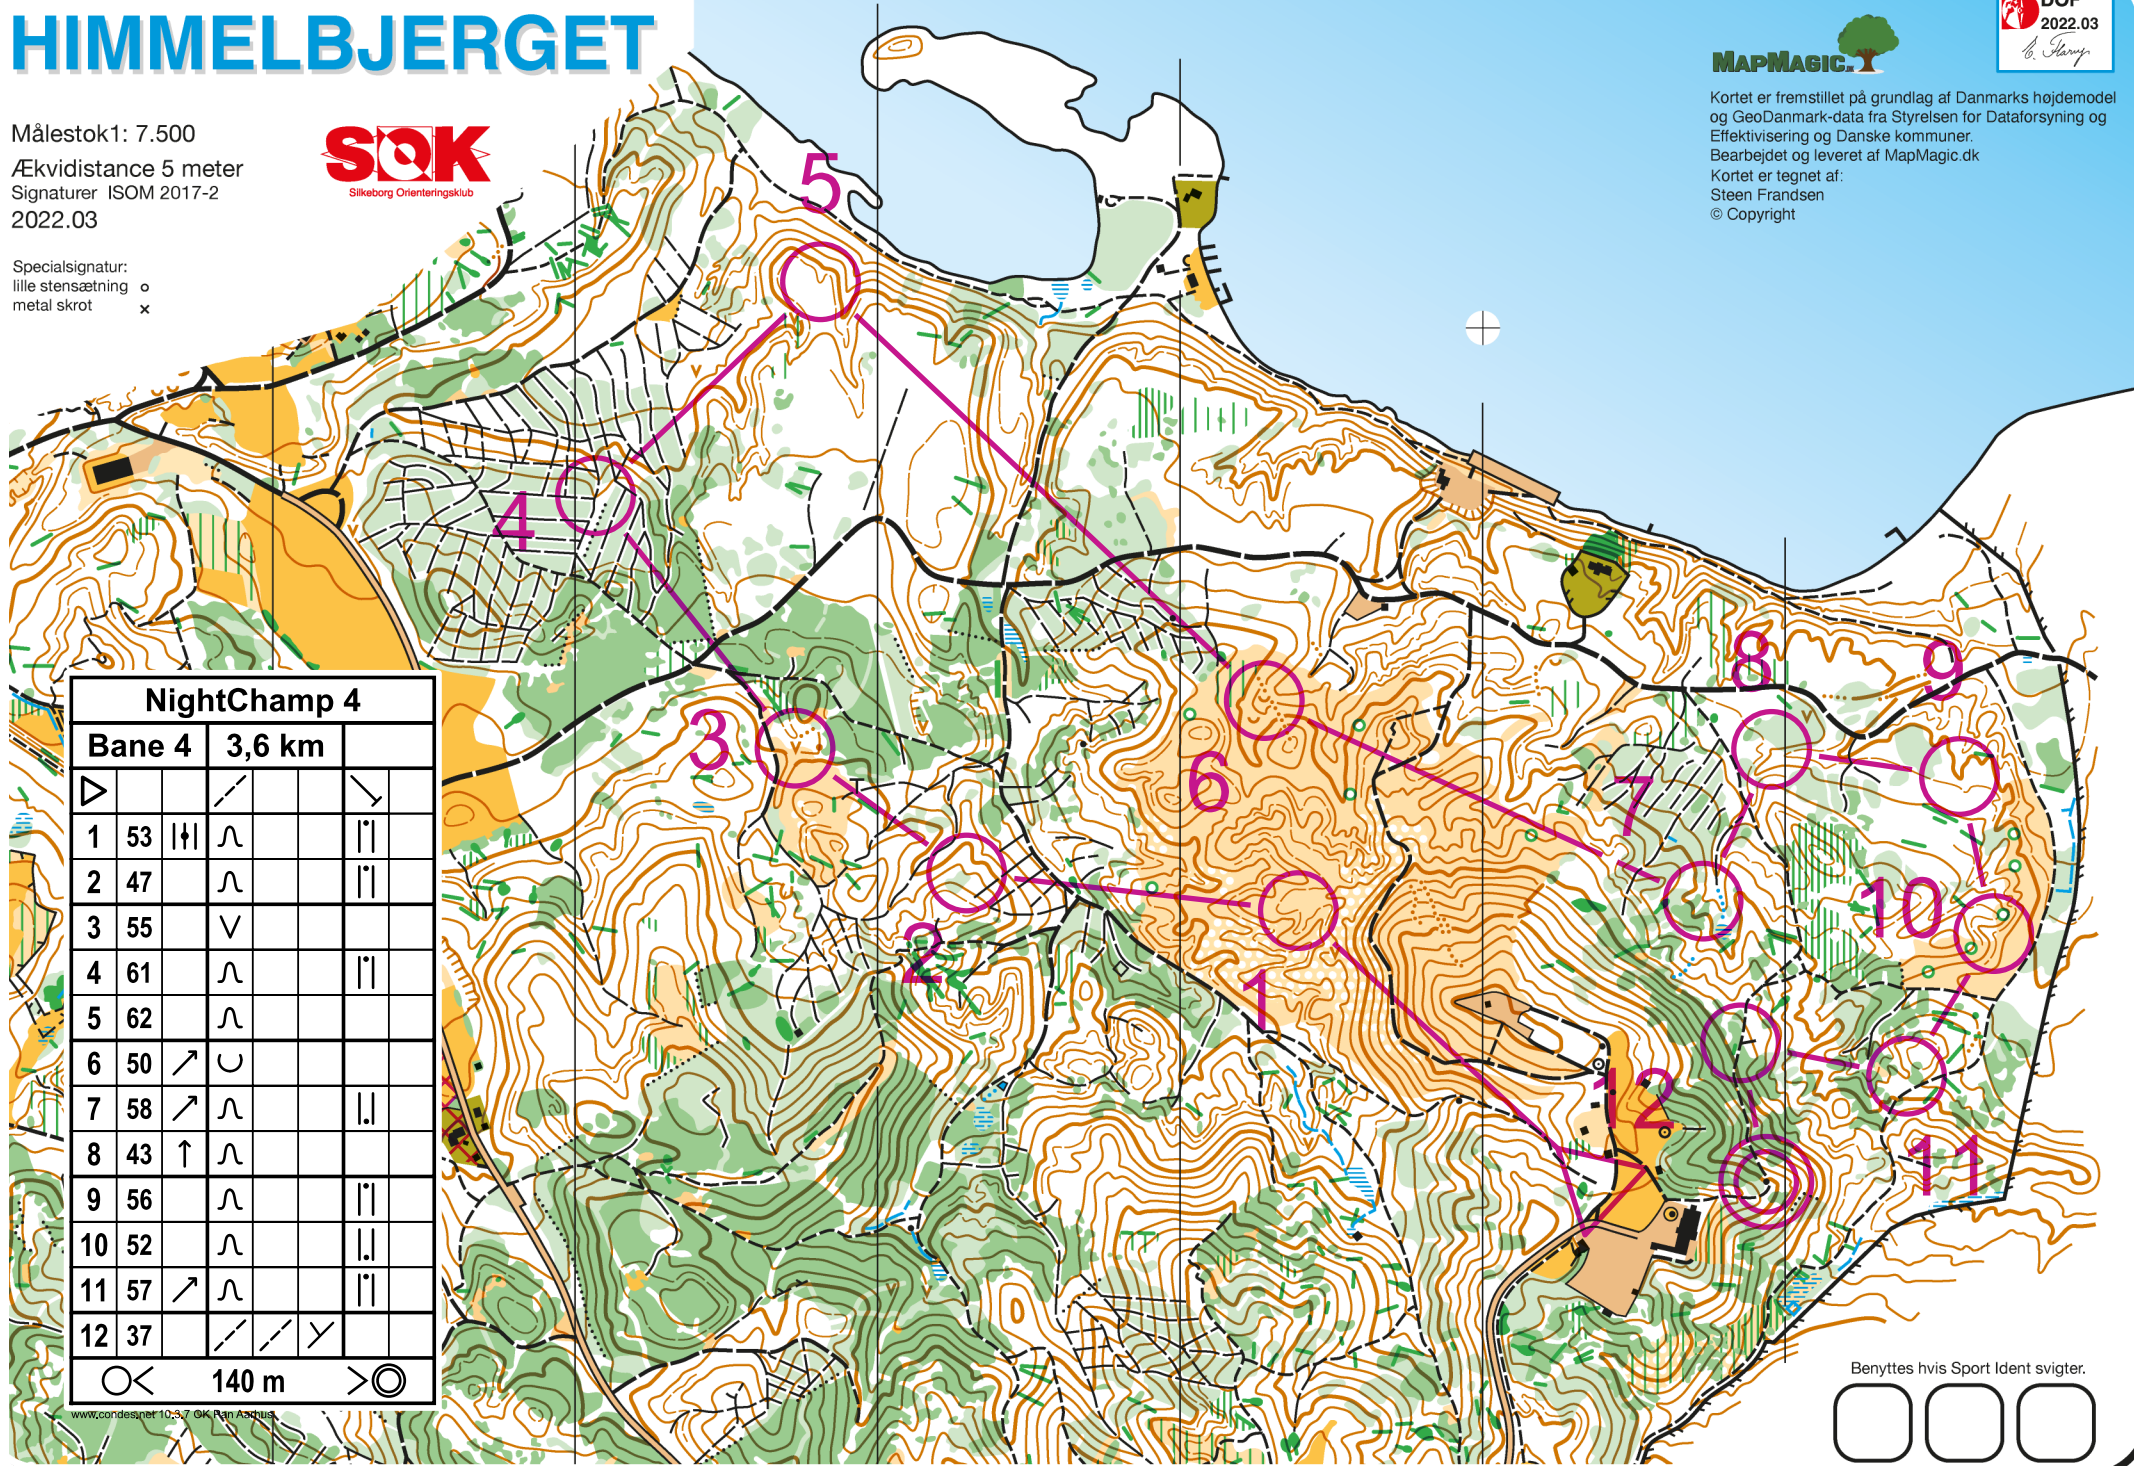 HIMMELBJERGET
Målestok1: 7.500
Ækvidistance 5 meter
Signaturer ISOM 2017-2
2022.03
SOK
Silkeborg Orienteringsklub
Specialsignatur:
lille stensætning
metal skrot
MAPMAGIC.DK
DOF
2022.03
Kortet er fremstillet på grundlag af Danmarks højdemodel
og GeoDanmark-data fra Styrelsen for Dataforsyning og
Effektivisering og Danske kommuner.
Bearbejdet og leveret af MapMagic.dk
Kortet er tegnet af:
Steen Frandsen
© Copyright
5
4
3
2
1
6
7
8
9
10
11
12
NightChamp 4
Bane 4 3,6 km
1 53
2 47
3 55
4 61
5 62
6 50
7 58
8 43
9 56
10 52
11 57
12 37
140 m
www.condes.net 10.3.7 OK Pan Aarhus
Benyttes hvis Sport Ident svigter.